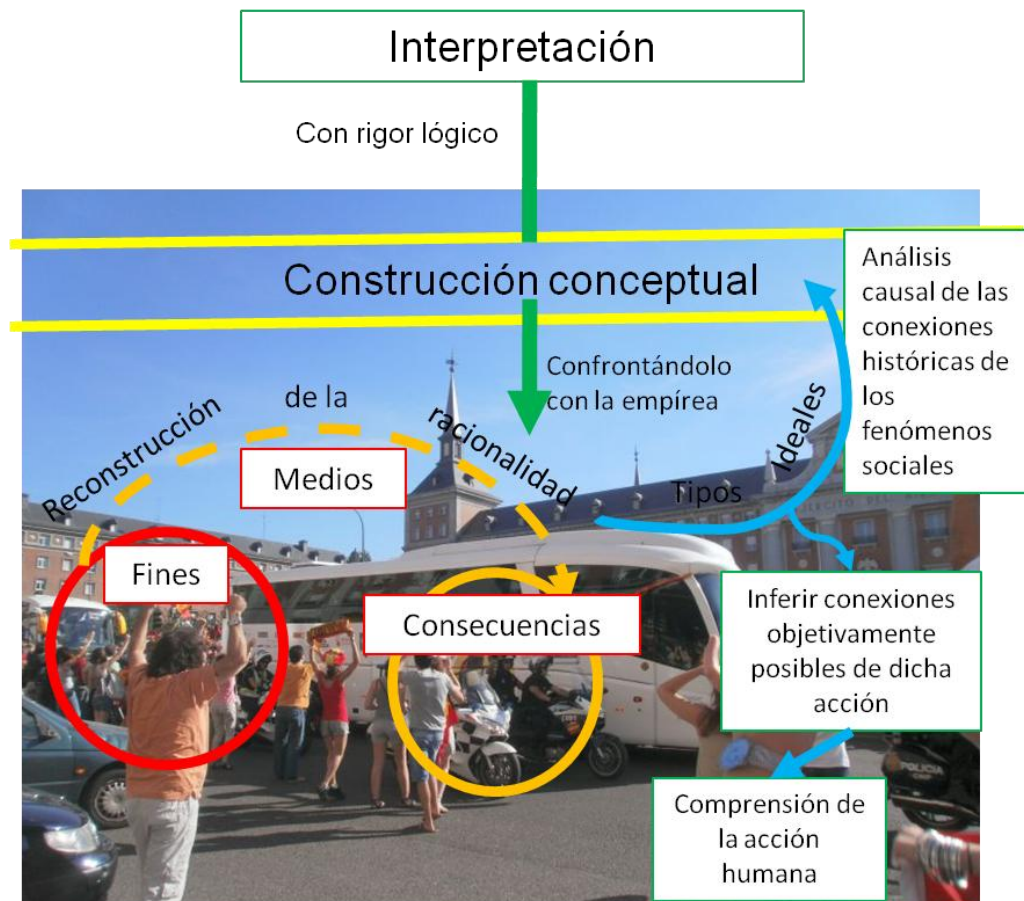 Interpretación
Con rigor lógico
Construcción conceptual
Análisis
causal de las
conexiones
históricas de
los
fenómenos
sociales
Confrontándolo
con la empírea
Reconstrucción de la racionalidad
Medios
Tipos Ideales
Fines
Consecuencias
Inferir conexiones
objetivamente
posibles de dicha
acción
POLICIA
Comprensión de
la acción
humana